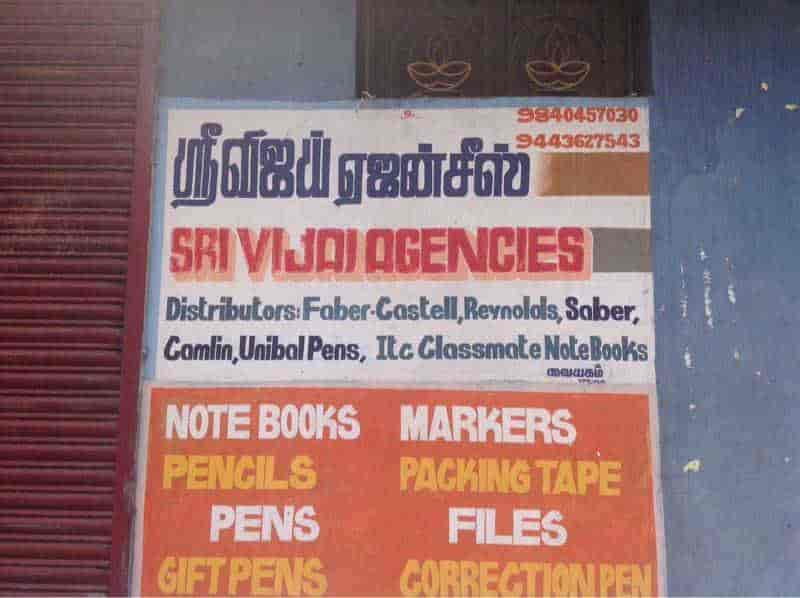 9840457030
9443627543
ஸ்ரீ விஜய் ஏஜன்சீஸ்
SRI VIJAI AGENCIES
Distributors: Faber-Castell, Reynolds, Saber,
Camlin, Unibal Pens, Itc Classmate Note Books
வையகம்
NOTE BOOKS MARKERS
PENCILS PACKING TAPE
PENS FILES
GIFT PENS CORRECTION PEN